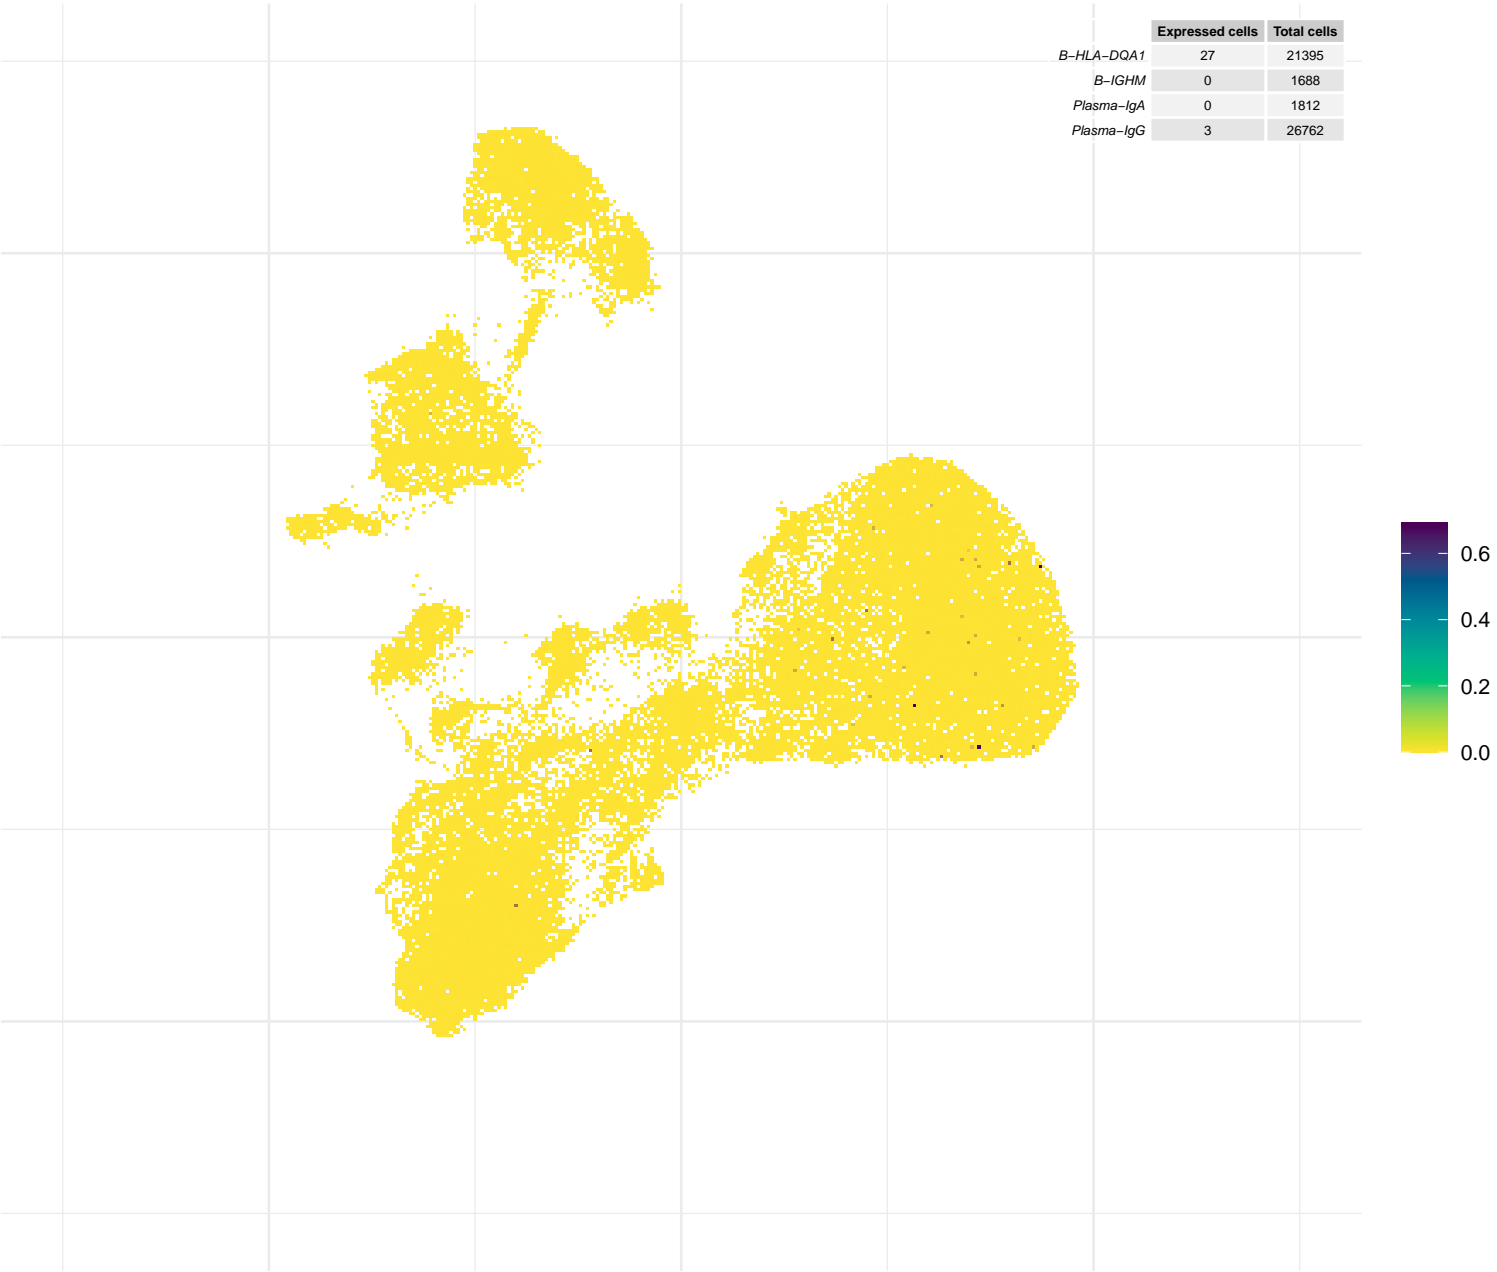 Expressed cells Total cells
B−HLA−DQA1 27 21395
B−IGHM 0 1688
Plasma−IgA 0 1812
Plasma−IgG 3 26762
0.6
0.4
0.2
0.0